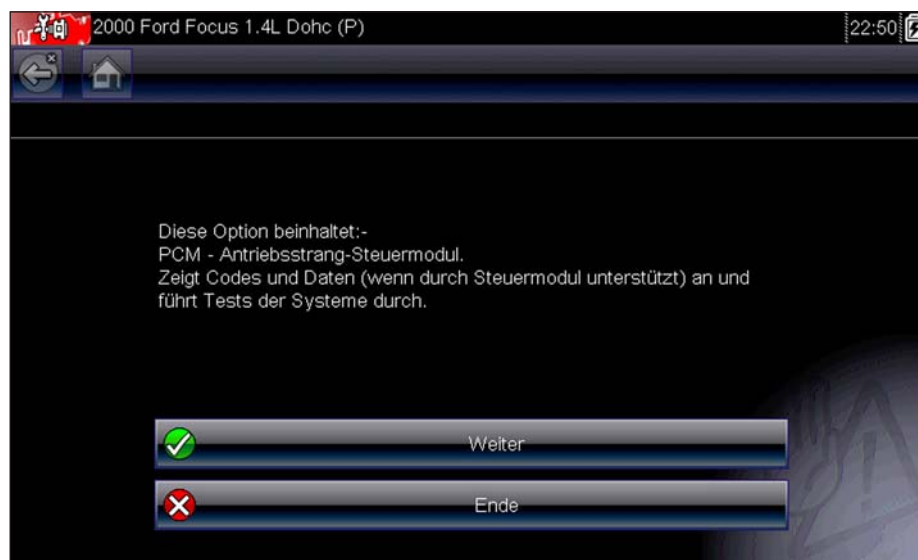 2000 Ford Focus 1.4L Dohc (P)
22:50
Diese Option beinhaltet:-
PCM - Antriebsstrang-Steuermodul.
Zeigt Codes und Daten (wenn durch Steuermodul unterstützt) an und
führt Tests der Systeme durch.
Weiter
Ende